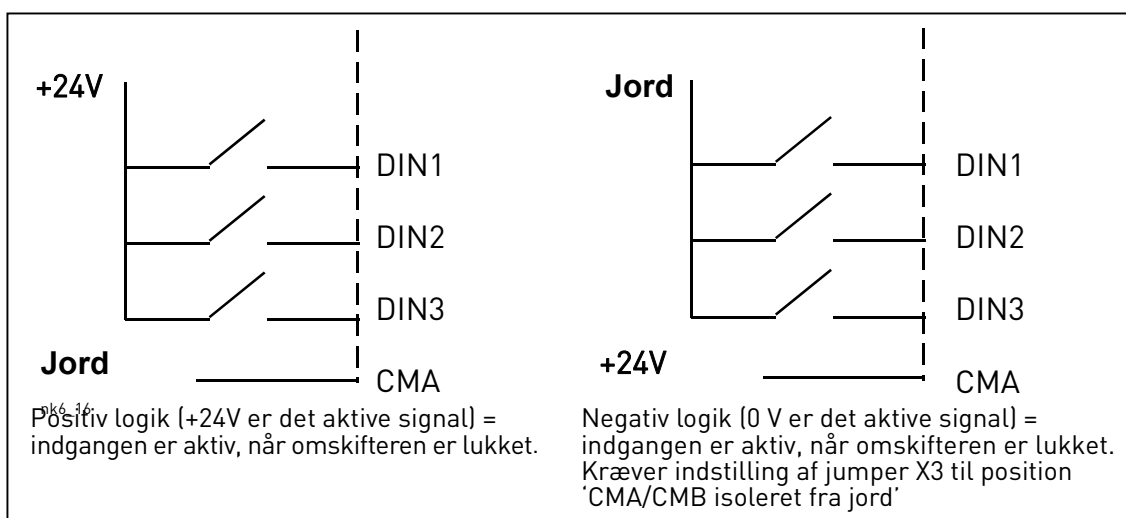 +24V
DIN1
DIN2
DIN3
Jord
CMA
nk6_16
Positiv logik (+24V er det aktive signal) =
indgangen er aktiv, når omskifteren er lukket.
Jord
DIN1
DIN2
DIN3
+24V
CMA
Negativ logik (0 V er det aktive signal) =
indgangen er aktiv, når omskifteren er lukket.
Kræver indstilling af jumper X3 til position
‘CMA/CMB isoleret fra jord’